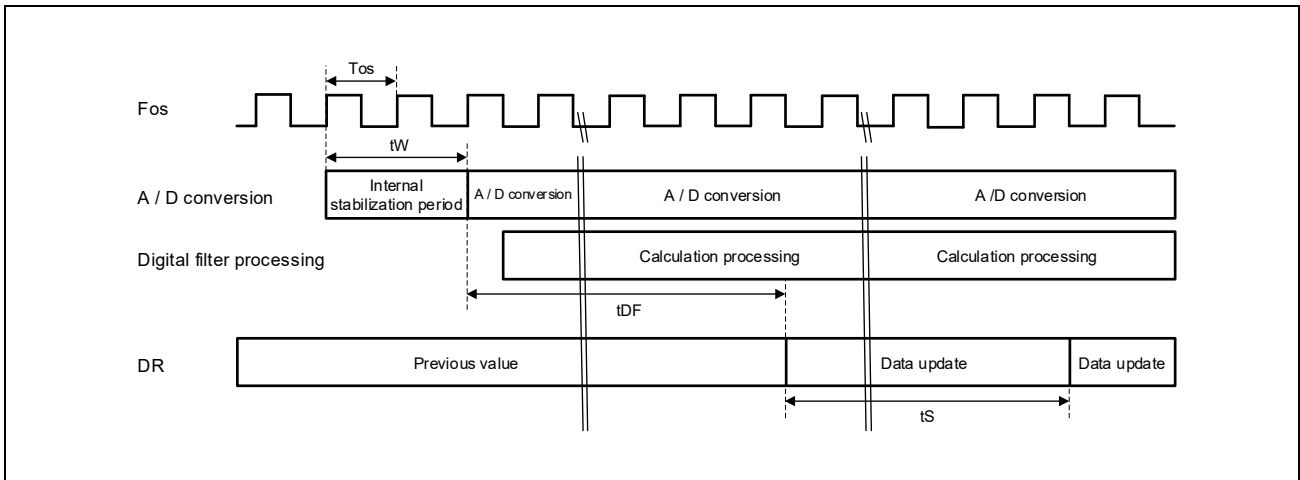 Tos
Fos
tW
A / D conversion
Internal
stabilization period
A / D conversion
A / D conversion
A /D conversion
Digital filter processing
Calculation processing
Calculation processing
tDF
DR
Previous value
Data update
Data update
tS